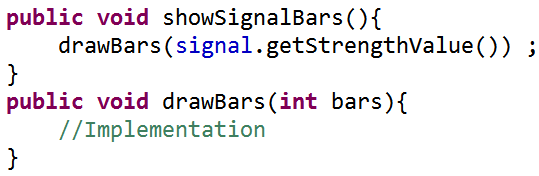 public void showSignalBars(){
    drawBars(signal.getStrengthValue()) ;
}
public void drawBars(int bars){
    //Implementation
}